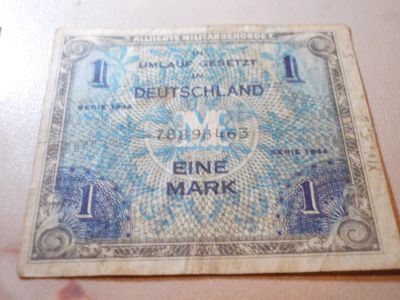 ALLIIERTE MILITÄRBEHÖRDE
IN
UMLAUF GESETZT
IN
DEUTSCHLAND
1
1
SERIE 1944
M
EINE
MARK
SERIE 1944
1
1